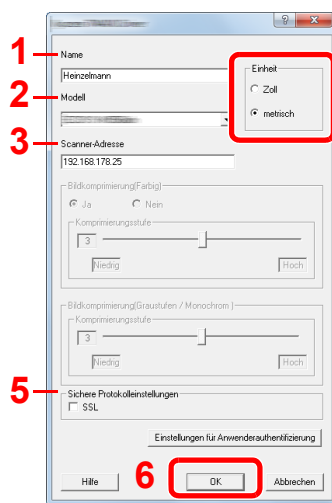 1 Name
Heinzelmann
Einheit
Zoll
metrisch
2 Modell
3 Scanner-Adresse
192.168.178.25
Bildkomprimierung(Farbig)
Ja Nein
Komprimierungsstufe
3
Niedrig Hoch
Bildkomprimierung(Graustufen / Monochrom )
Komprimierungsstufe
3
Niedrig Hoch
5 Sichere Protokolleinstellungen
SSL
Einstellungen für Anwenderauthentifizierung
Hilfe 6 OK Abbrechen